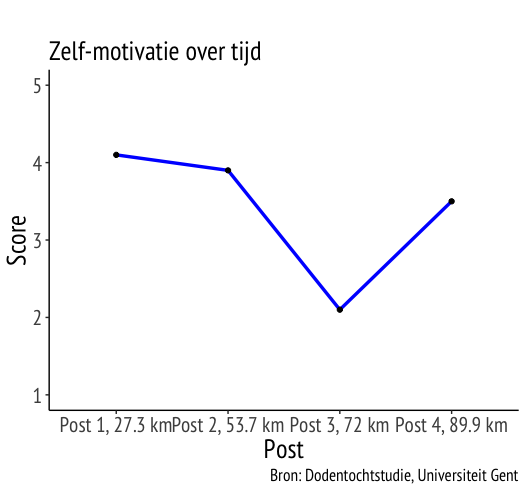 Zelf-motivatie over tijd
5
4
3
2
1
Score
Post 1, 27.3 km Post 2, 53.7 km Post 3, 72 km Post 4, 89.9 km
Post
Bron: Dodentochtstudie, Universiteit Gent